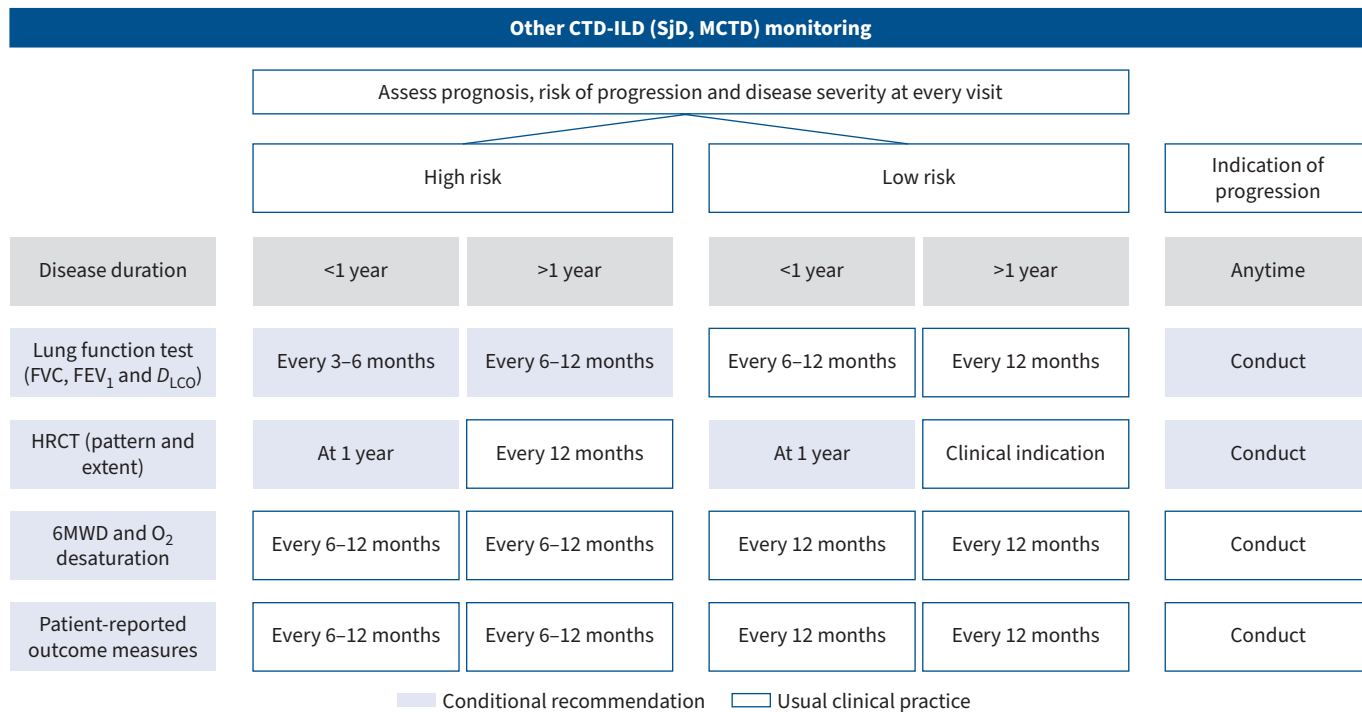 Other CTD-ILD (SjD, MCTD) monitoring
Assess prognosis, risk of progression and disease severity at every visit
High risk
Low risk
Indication of
progression
Disease duration
<1 year
>1 year
<1 year
>1 year
Anytime
Lung function test
(FVC, FEV1 and DLCO)
Every 3–6 months
Every 6–12 months
Every 6–12 months
Every 12 months
Conduct
HRCT (pattern and
extent)
At 1 year
Every 12 months
At 1 year
Clinical indication
Conduct
6MWD and O2
desaturation
Every 6–12 months
Every 6–12 months
Every 12 months
Every 12 months
Conduct
Patient-reported
outcome measures
Every 6–12 months
Every 6–12 months
Every 12 months
Every 12 months
Conduct
Conditional recommendation
Usual clinical practice